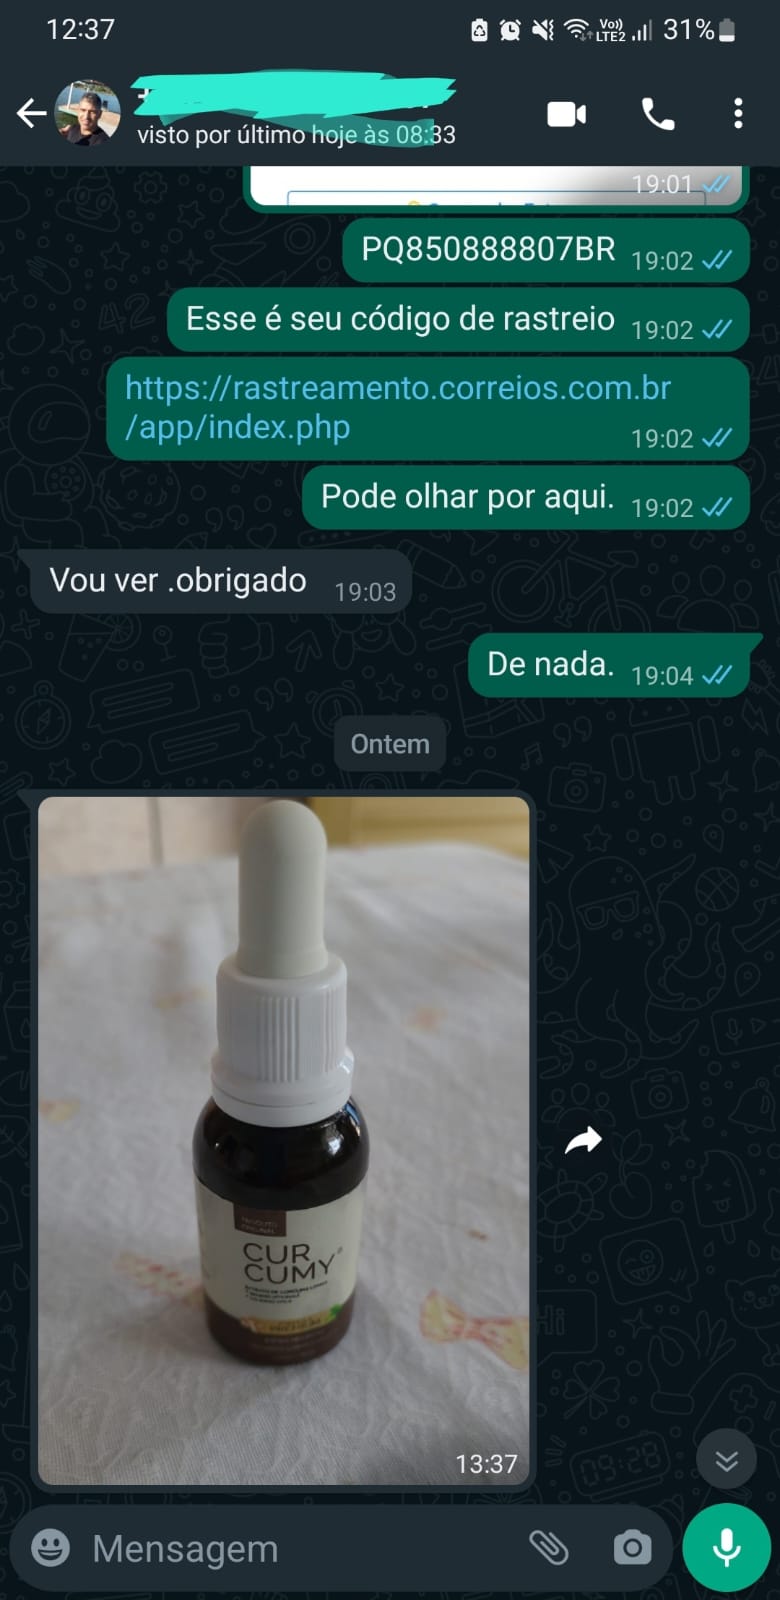 12:37
Vo))
LTE2
31%
visto por último hoje às 08:33
19:01
PQ850888807BR
19:02
Esse é seu código de rastreio
19:02
https://rastreamento.correios.com.br
/app/index.php
19:02
Pode olhar por aqui.
19:02
Vou ver .obrigado
19:03
De nada.
19:04
Ontem
PRODUTO
ORIGINAL
CUR
CUMY
13:37
Mensagem